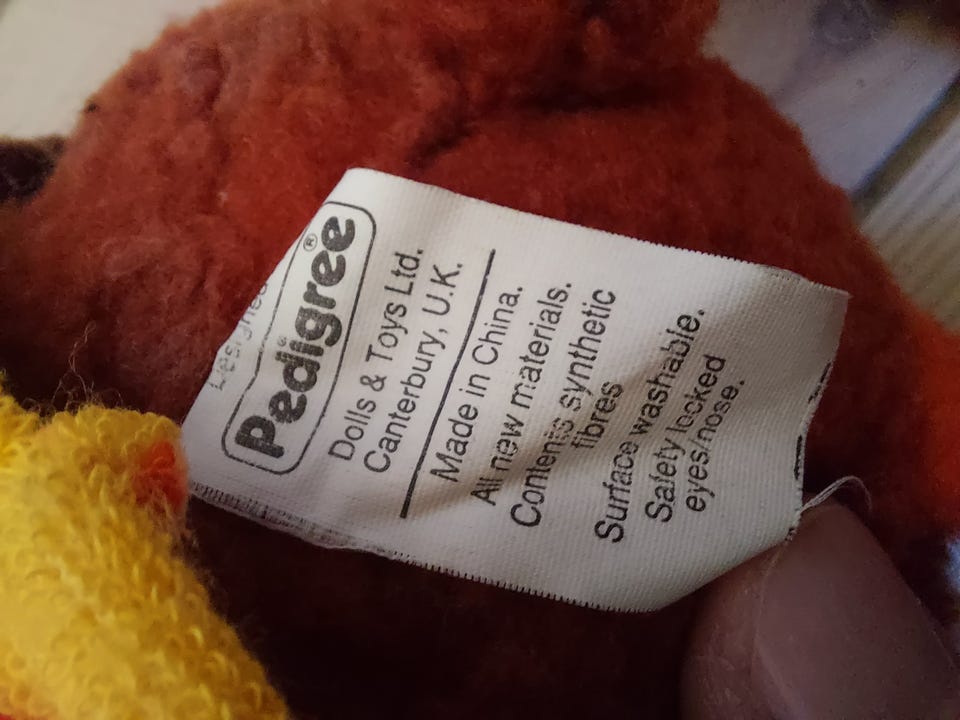 Pedigree®
Dolls & Toys Ltd.
Canterbury, U.K.
Made in China.
All new materials.
Contents synthetic
fibres
Surface washable.
Safety locked
eyes/nose.